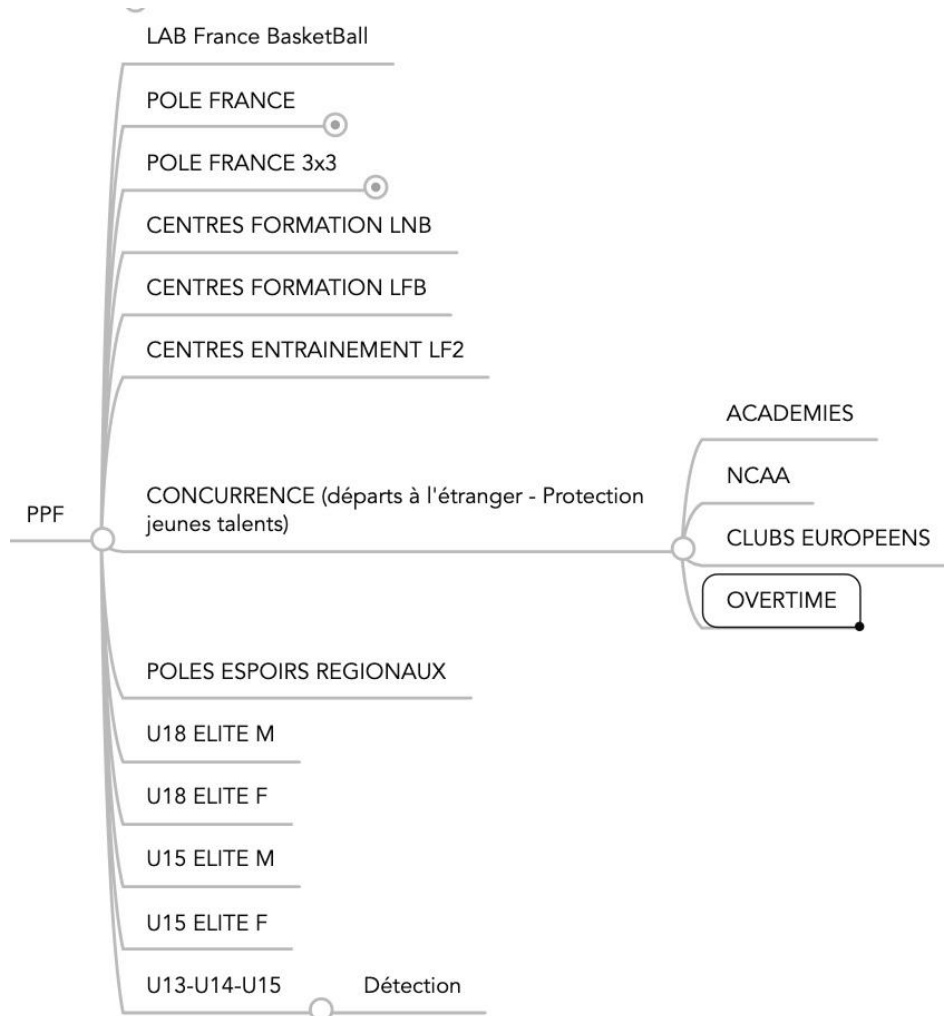 LAB France BasketBall
POLE FRANCE
POLE FRANCE 3x3
CENTRES FORMATION LNB
CENTRES FORMATION LFB
CENTRES ENTRAINEMENT LF2
PPF
CONCURRENCE (départs à l'étranger - Protection
jeunes talents)
ACADEMIES
NCAA
CLUBS EUROPEENS
OVERTIME
POLES ESPOIRS REGIONAUX
U18 ELITE M
U18 ELITE F
U15 ELITE M
U15 ELITE F
U13-U14-U15
Détection